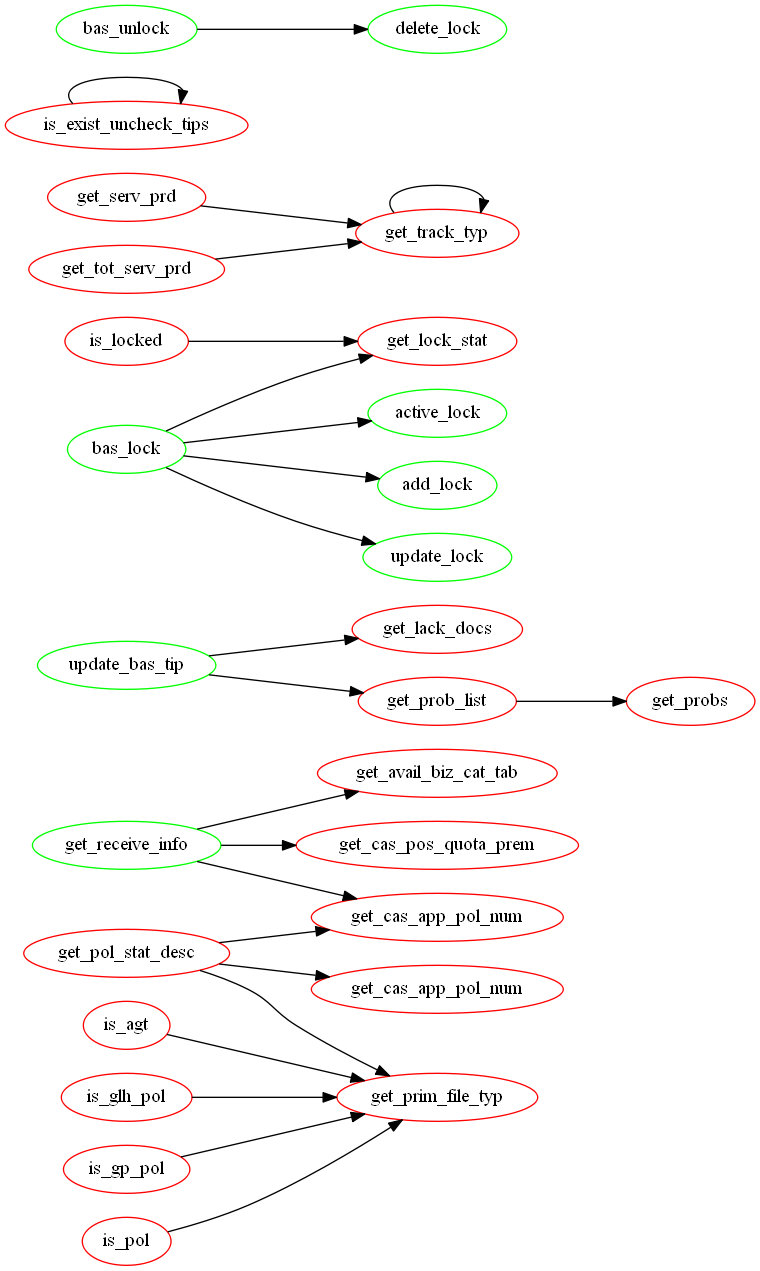 bas_unlock
delete_lock
is_exist_uncheck_tips
get_serv_prd
get_track_typ
get_tot_serv_prd
is_locked
get_lock_stat
active_lock
bas_lock
add_lock
update_lock
get_lack_docs
update_bas_tip
get_prob_list
get_probs
get_avail_biz_cat_tab
get_receive_info
get_cas_pos_quota_prem
get_cas_app_pol_num
get_pol_stat_desc
get_cas_app_pol_num
is_agt
is_glh_pol
get_prim_file_typ
is_gp_pol
is_pol